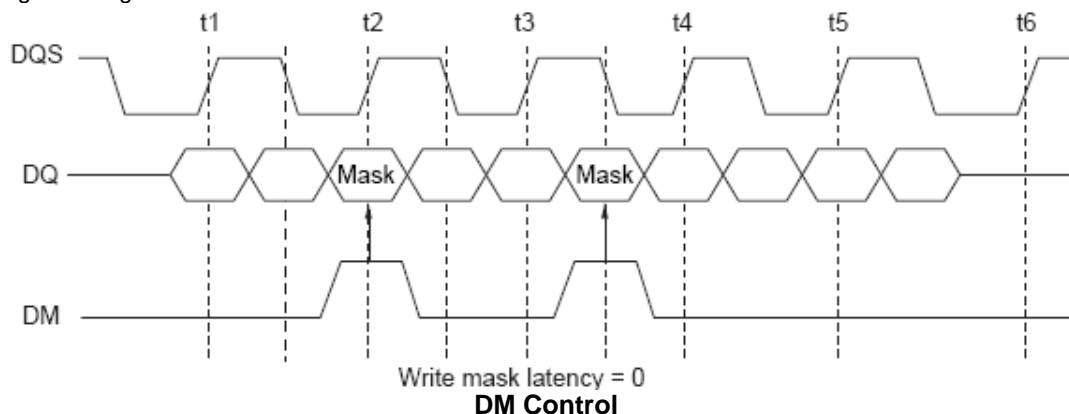 t1 t2 t3 t4 t5 t6
DQS
DQ Mask Mask
DM
Write mask latency = 0
DM Control